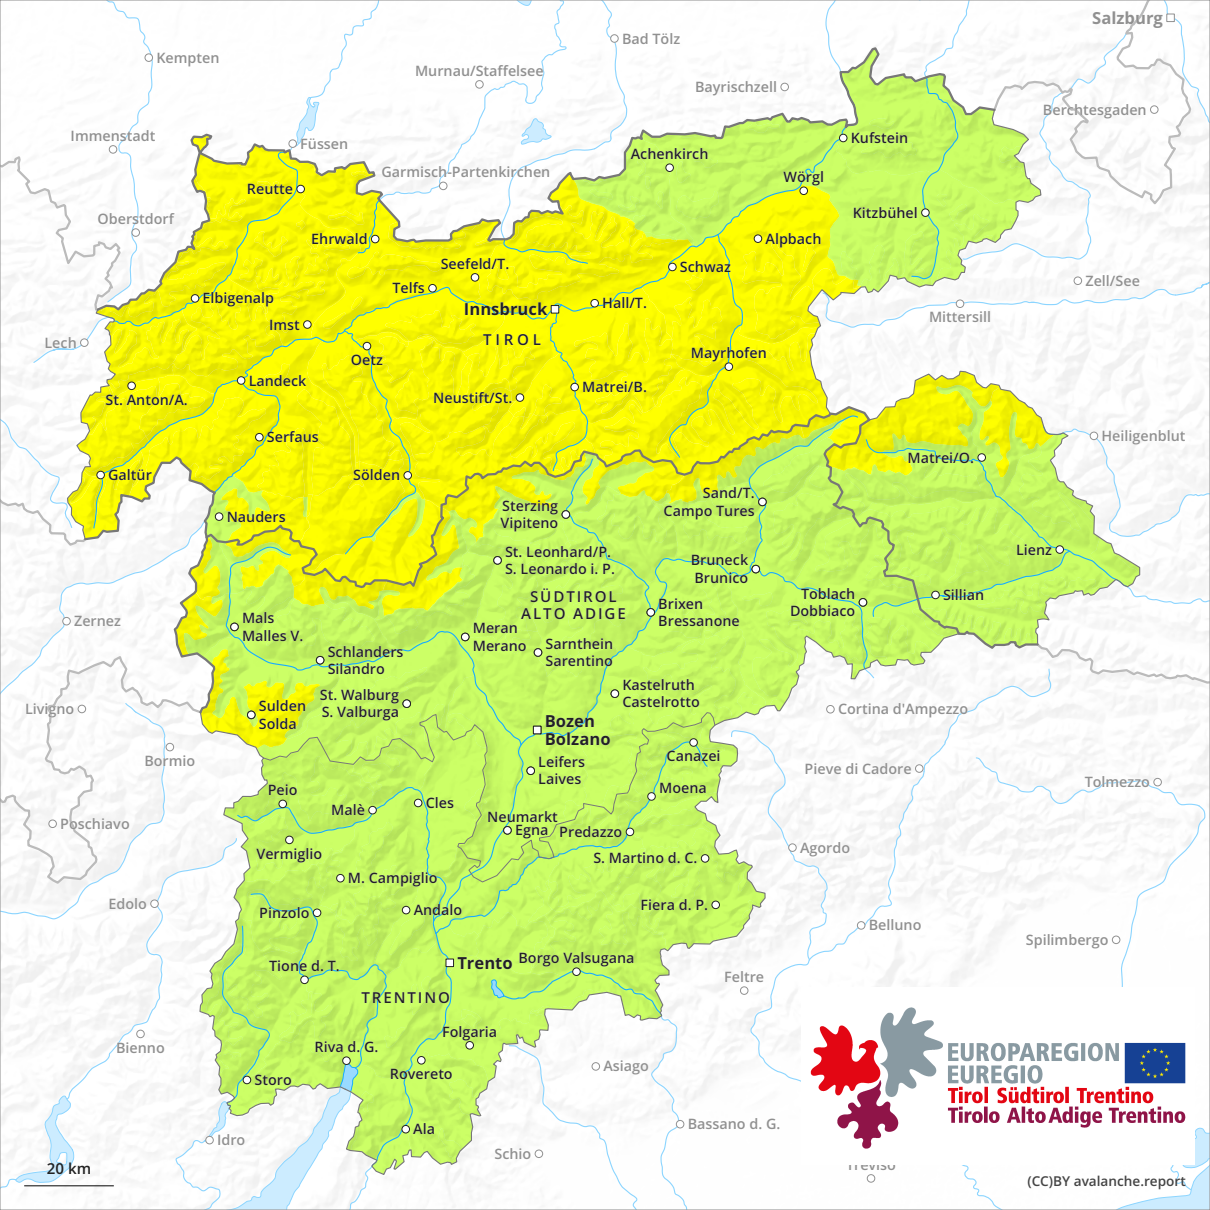 Salzburg
Bad Tölz
Kempten
Murnau/Staffelsee
Bayrischzell
Berchtesgaden
Immenstadt
Füssen
Kufstein
Achenkirch
Garmisch-Partenkirchen
Wörgl
Reutte
Oberstdorf
Kitzbühel
Ehrwald
Alpbach
Seefeld/T.
Schwaz
Zell/See
Telfs
Elbigenalp
Hall/T.
Innsbruck
Mittersill
Imst
TIROL
Lech
Oetz
Mayrhofen
Landeck
Matrei/B.
St. Anton/A.
Neustift/St.
Serfaus
Heiligenblut
Matrei/O.
Galtür
Sölden
Sand/T.
Campo Tures
Sterzing
Vipiteno
Nauders
St. Leonhard/P.
S. Leonardo i. P.
Lienz
Bruneck
Brunico
SÜDTIROL
ALTO ADIGE
Toblach
Dobbiaco
Sillian
Brixen
Bressanone
Zernez
Mals
Malles V.
Meran
Merano
Sarnthein
Sarentino
Schlanders
Silandro
Kastelruth
Castelrotto
St. Walburg
S. Valburga
Livigno
Sulden
Solda
Cortina d'Ampezzo
Bozen
Bolzano
Canazei
Bormio
Leifers
Laives
Pieve di Cadore
Tolmezzo
Peio
Moena
Malè
Cles
Neumarkt
Egna
Predazzo
Poschiavo
Vermiglio
S. Martino d. C.
Agordo
M. Campiglio
Edolo
Pinzolo
Andalo
Fiera d. P.
Belluno
Spilimbergo
Trento
Borgo Valsugana
Tione d. T.
Feltre
TRENTINO
Folgaria
Bienno
Riva d. G.
Rovereto
Asiago
Storo
EUROPAREGION
EUREGIO
Tirol Südtirol Trentino
Tirolo Alto Adige Trentino
Ala
Bassano d. G.
Idro
Schio
Treviso
20 km
(CC)BY avalanche.report